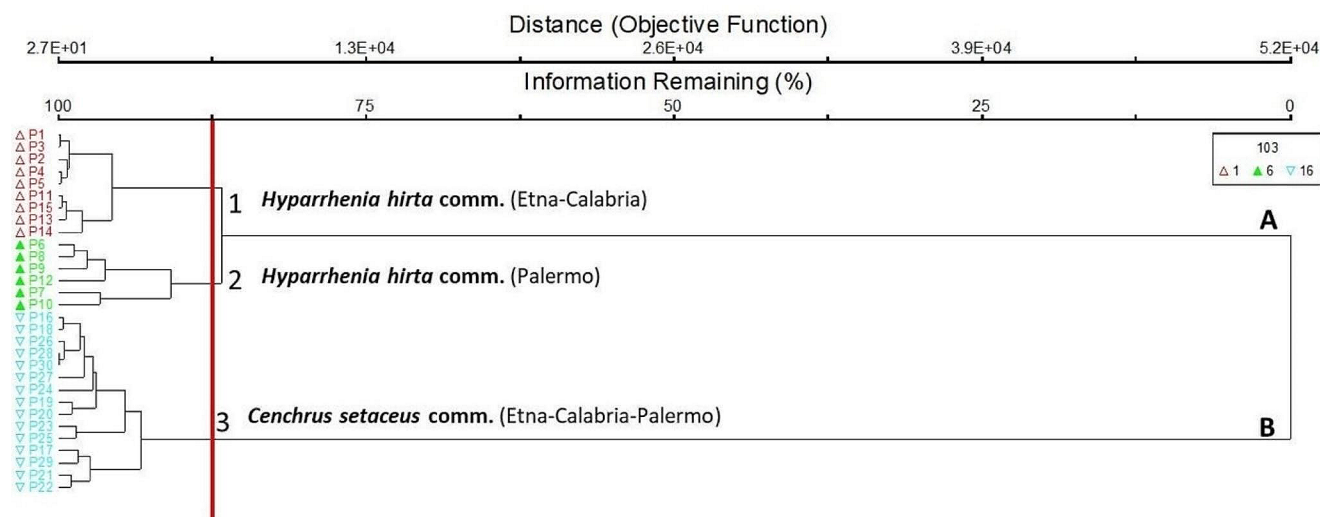 Distance (Objective Function)
2.7E+01 1.3E+04 2.6E+04 3.9E+04 5.2E+04
Information Remaining (%)
100 75 50 25 0
P1
P3
P2
P4
P5
P11
P15
P13
P14
P6
P8
P9
P12
P7
P10
P16
P18
P26
P28
P30
P27
P24
P19
P20
P23
P25
P17
P29
P21
P22
1 Hyparrhenia hirta comm. (Etna-Calabria)
2 Hyparrhenia hirta comm. (Palermo)
3 Cenchrus setaceus comm. (Etna-Calabria-Palermo)
A
B
103
1 6 16